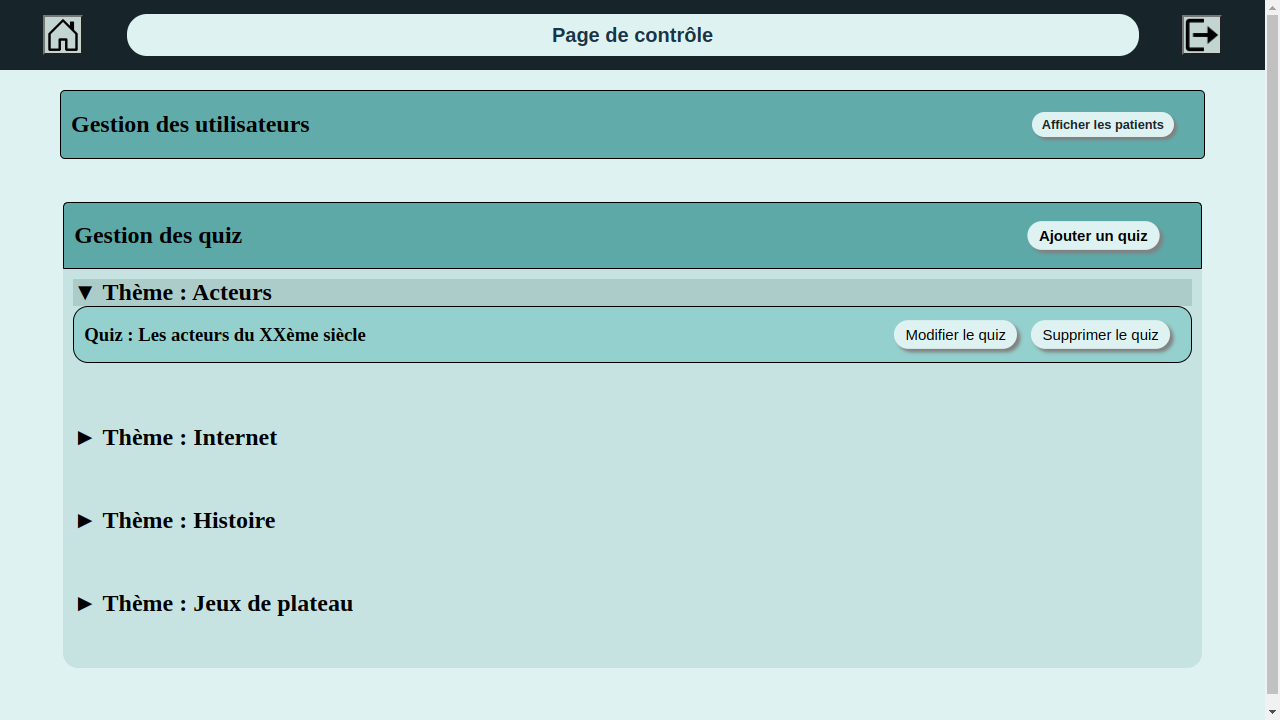 Page de contrôle
Gestion des utilisateurs
Afficher les patients
Gestion des quiz
Ajouter un quiz
▼ Thème : Acteurs
Quiz : Les acteurs du XXème siècle
Modifier le quiz
Supprimer le quiz
► Thème : Internet
► Thème : Histoire
► Thème : Jeux de plateau